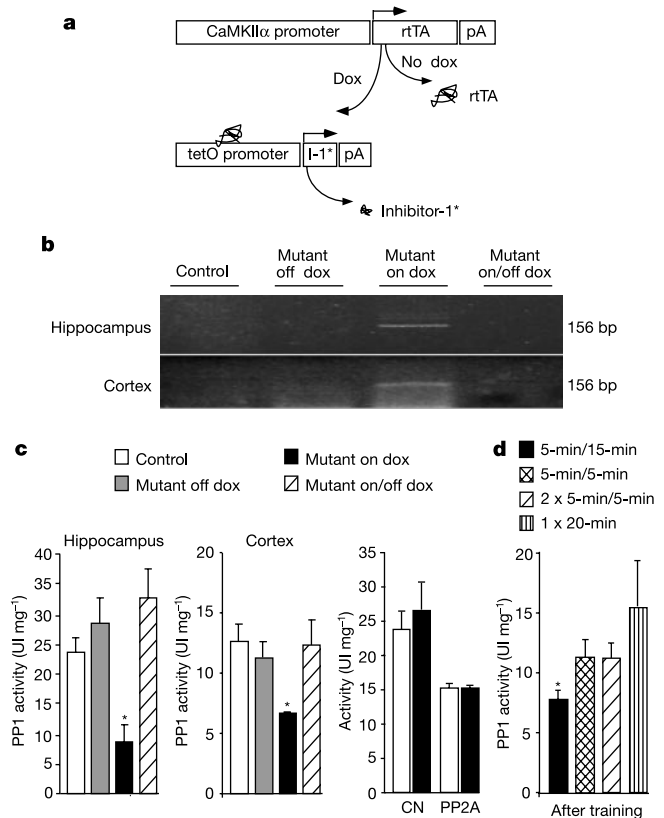 a
CaMKIIα promoter rtTA pA
No dox
Dox
rtTA
tetO promoter I-1* pA
Inhibitor-1*
b
Control Mutant off dox Mutant on dox Mutant on/off dox
Hippocampus 156 bp
Cortex 156 bp
c
Control Mutant on dox
Mutant off dox Mutant on/off dox
Hippocampus
PP1 activity (UI mg⁻¹)
40
35
30
25
20
15
10
5
0
*
Cortex
PP1 activity (UI mg⁻¹)
20
15
10
5
0
*
Activity (UI mg⁻¹)
35
30
25
20
15
10
5
0
CN PP2A
d
5-min/15-min
5-min/5-min
2 x 5-min/5-min
1 x 20-min
PP1 activity (UI mg⁻¹)
20
15
10
5
0
*
After training